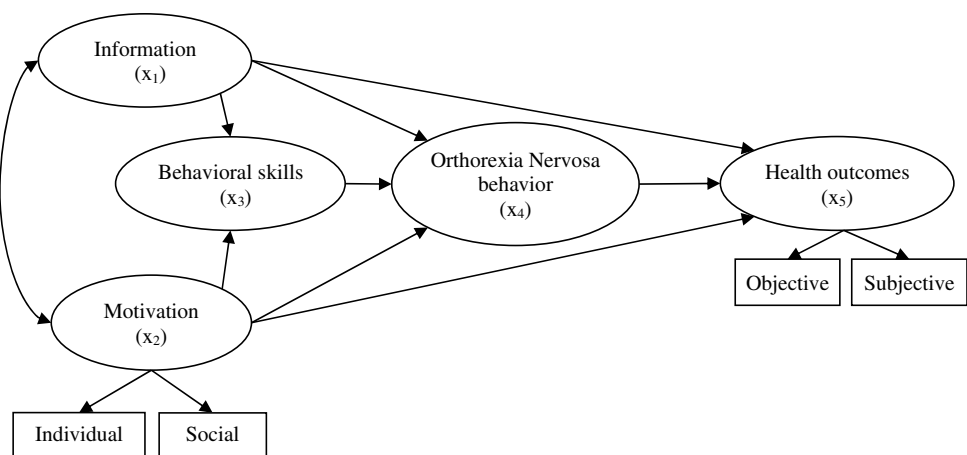 Information
(x₁)
Behavioral skills
(x₃)
Orthorexia Nervosa
behavior
(x₄)
Health outcomes
(x₅)
Objective
Subjective
Motivation
(x₂)
Individual
Social